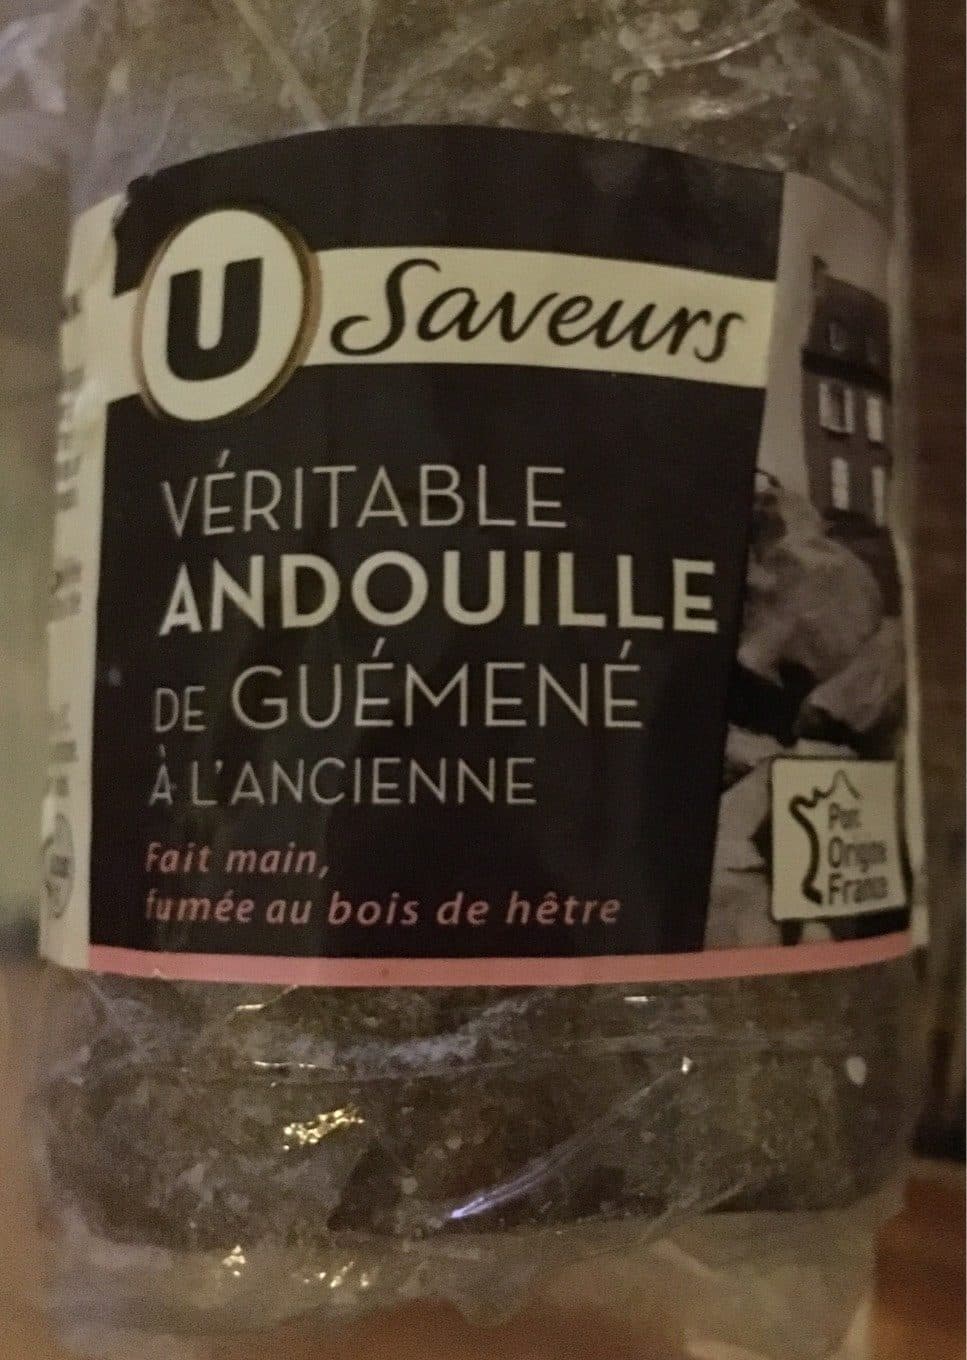 U Saveurs
VÉRITABLE
ANDOUILLE
DE GUÉMENÉ
À L'ANCIENNE
Fait main,
fumée au bois de hêtre
Porc
Origine
France